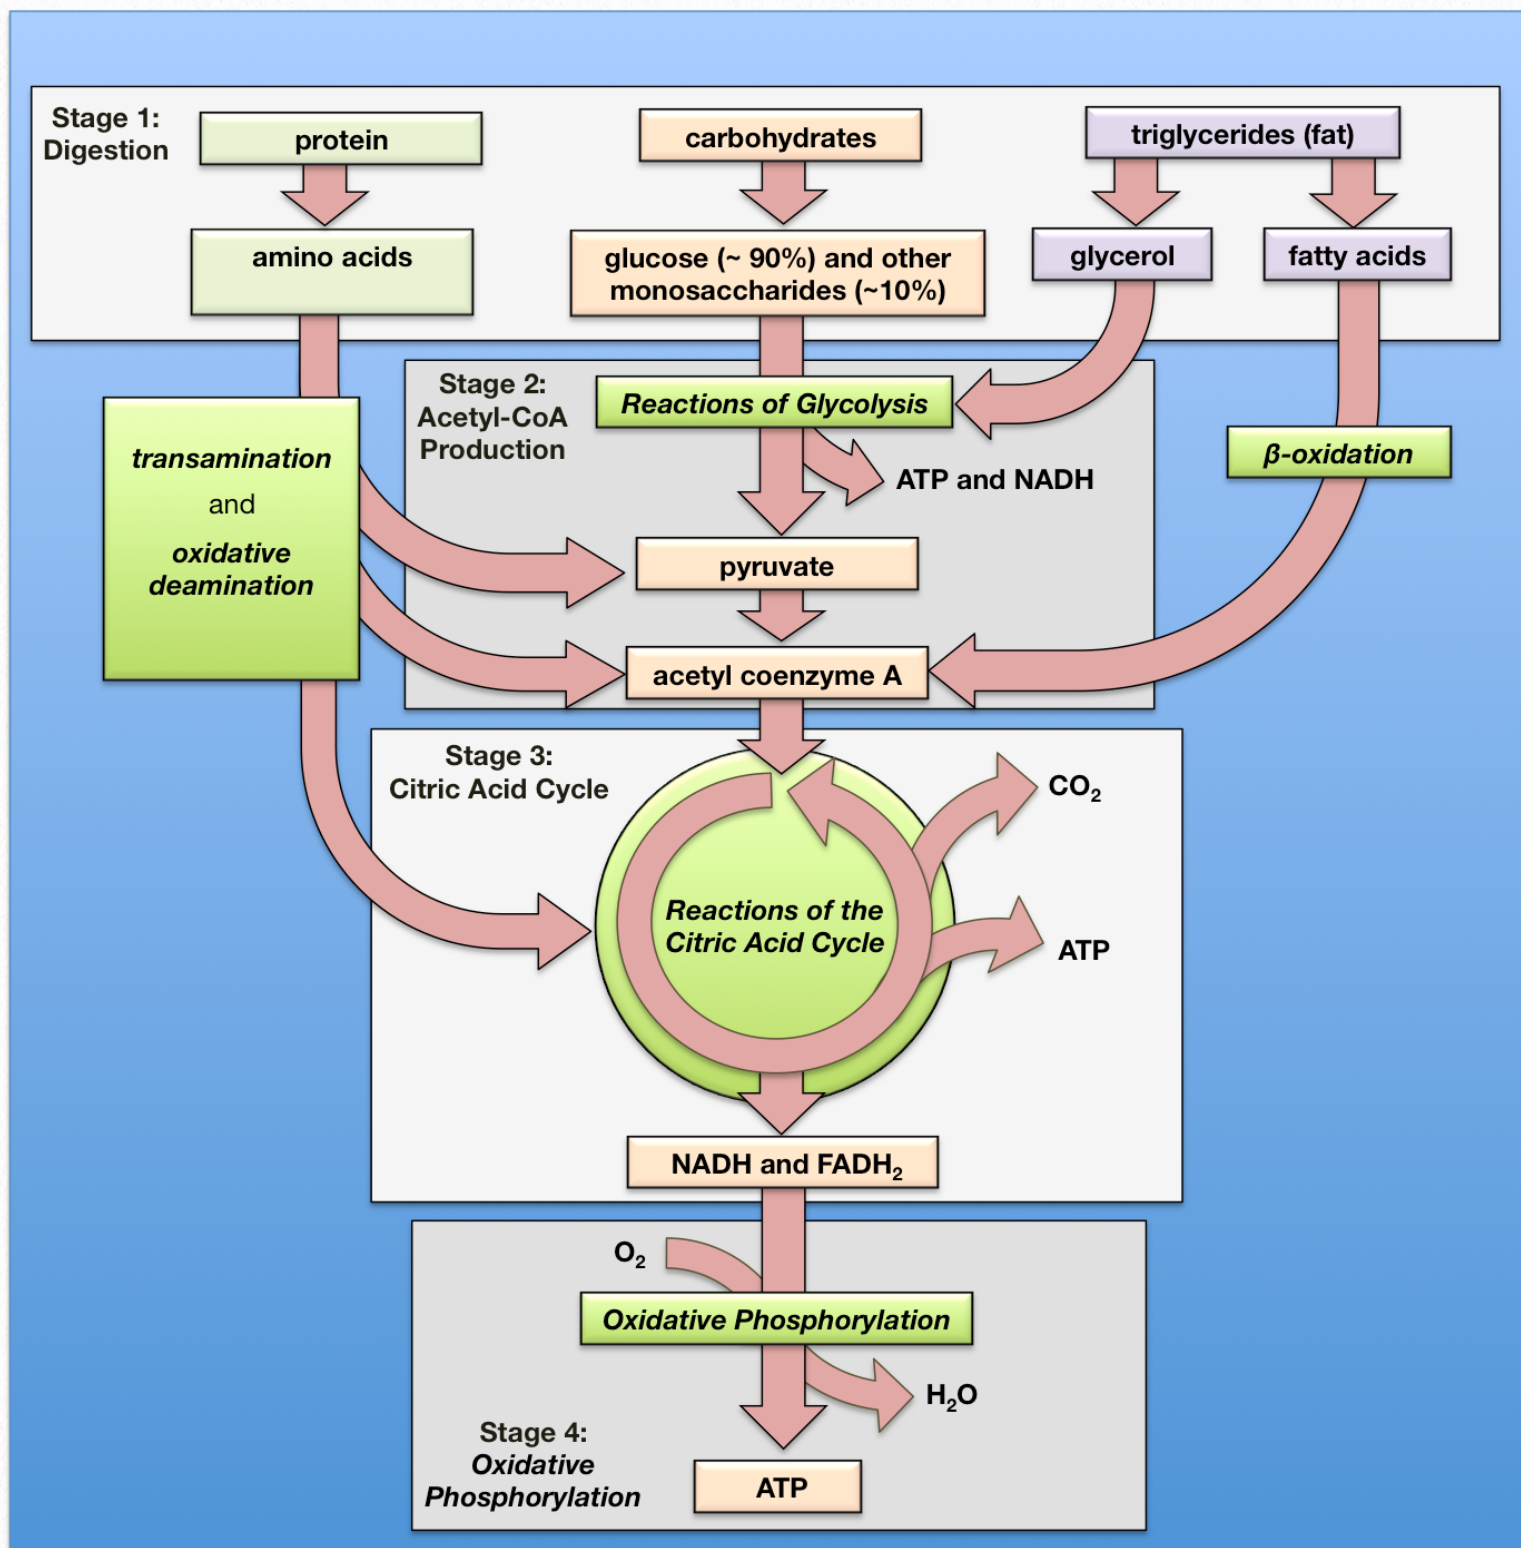 Stage 1:
Digestion
protein
carbohydrates
triglycerides (fat)
amino acids
glucose (~ 90%) and other
monosaccharides (~10%)
glycerol
fatty acids
Stage 2:
Acetyl-CoA
Production
Reactions of Glycolysis
transamination
and
oxidative
deamination
β-oxidation
ATP and NADH
pyruvate
acetyl coenzyme A
Stage 3:
Citric Acid Cycle
CO₂
Reactions of the
Citric Acid Cycle
ATP
NADH and FADH₂
O₂
Oxidative Phosphorylation
H₂O
Stage 4:
Oxidative
Phosphorylation
ATP